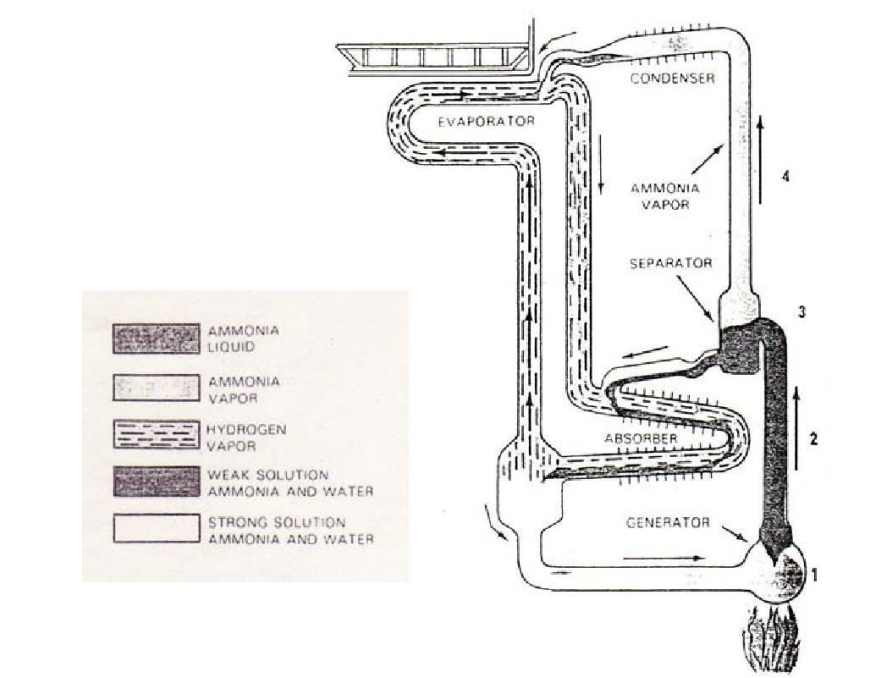 CONDENSER
EVAPORATOR
AMMONIA
VAPOR
4
SEPARATOR
3
AMMONIA
LIQUID
AMMONIA
VAPOR
HYDROGEN
VAPOR
WEAK SOLUTION
AMMONIA AND WATER
STRONG SOLUTION
AMMONIA AND WATER
ABSORBER
2
GENERATOR
1